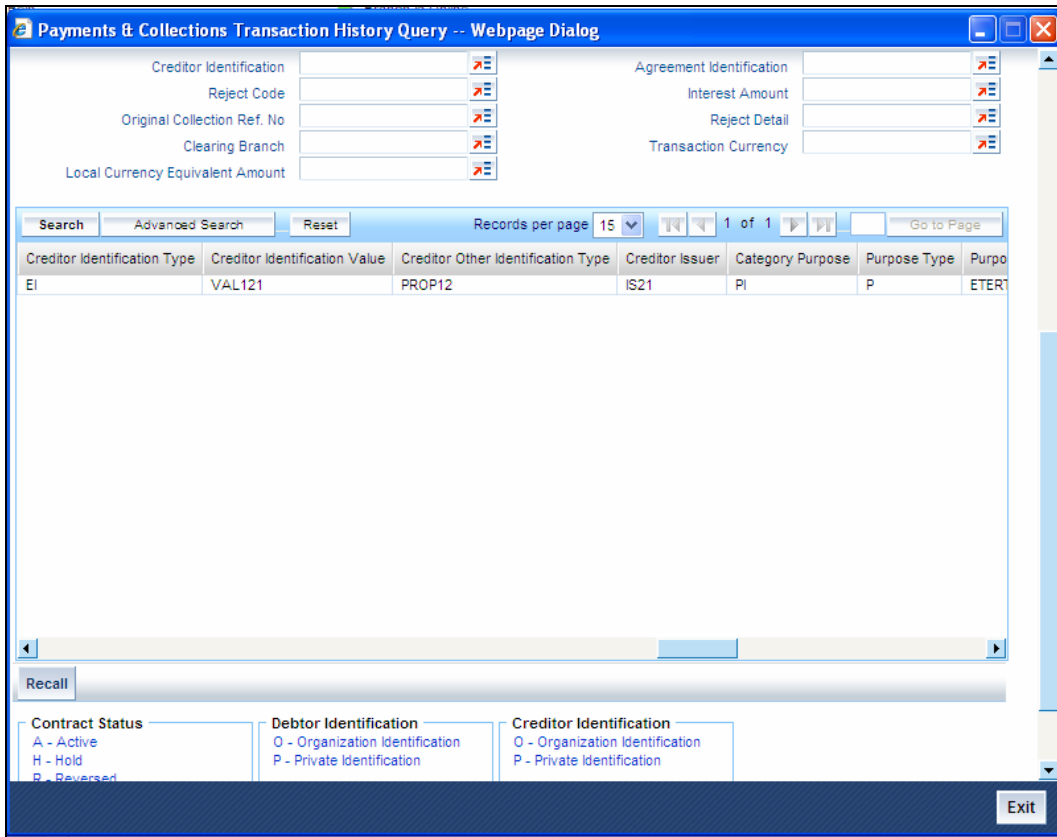 Payments & Collections Transaction History Query -- Webpage Dialog
Creditor Identification Agreement Identification
Reject Code Interest Amount
Original Collection Ref. No Reject Detail
Clearing Branch Transaction Currency
Local Currency Equivalent Amount
Search Advanced Search Reset Records per page 15 1 of 1 Go to Page
Creditor Identification Type Creditor Identification Value Creditor Other Identification Type Creditor Issuer Category Purpose Purpose Type Purpo
EI VAL121 PROP12 IS21 PI P ETERT
Recall
Contract Status Debtor Identification Creditor Identification
A - Active O - Organization Identification O - Organization Identification
H - Hold P - Private Identification P - Private Identification
R - Reversed
Exit